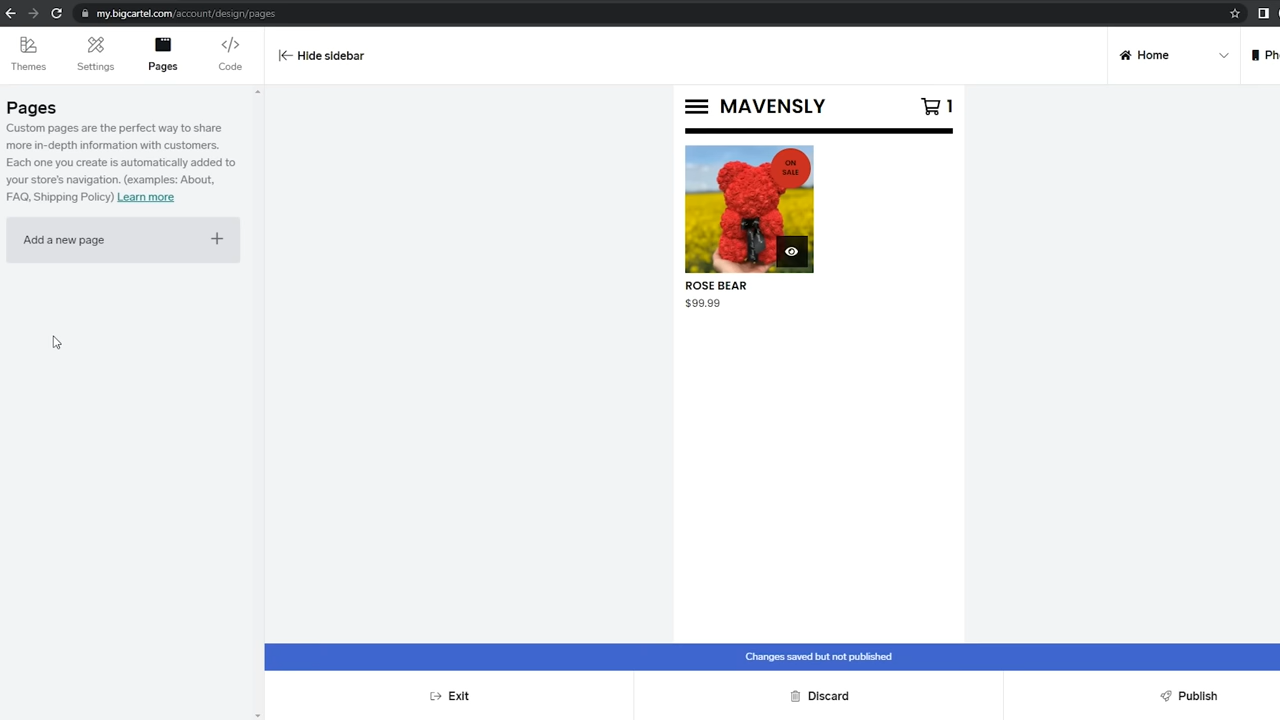 my.bigcartel.com/account/design/pages
Themes
Settings
Pages
Code
Hide sidebar
Home
Ph
Pages
Custom pages are the perfect way to share
more in-depth information with customers.
Each one you create is automatically added to
your store's navigation. (examples: About,
FAQ, Shipping Policy) Learn more
Add a new page
MAVENSLY
1
ON
SALE
ROSE BEAR
$99.99
Changes saved but not published
Exit
Discard
Publish